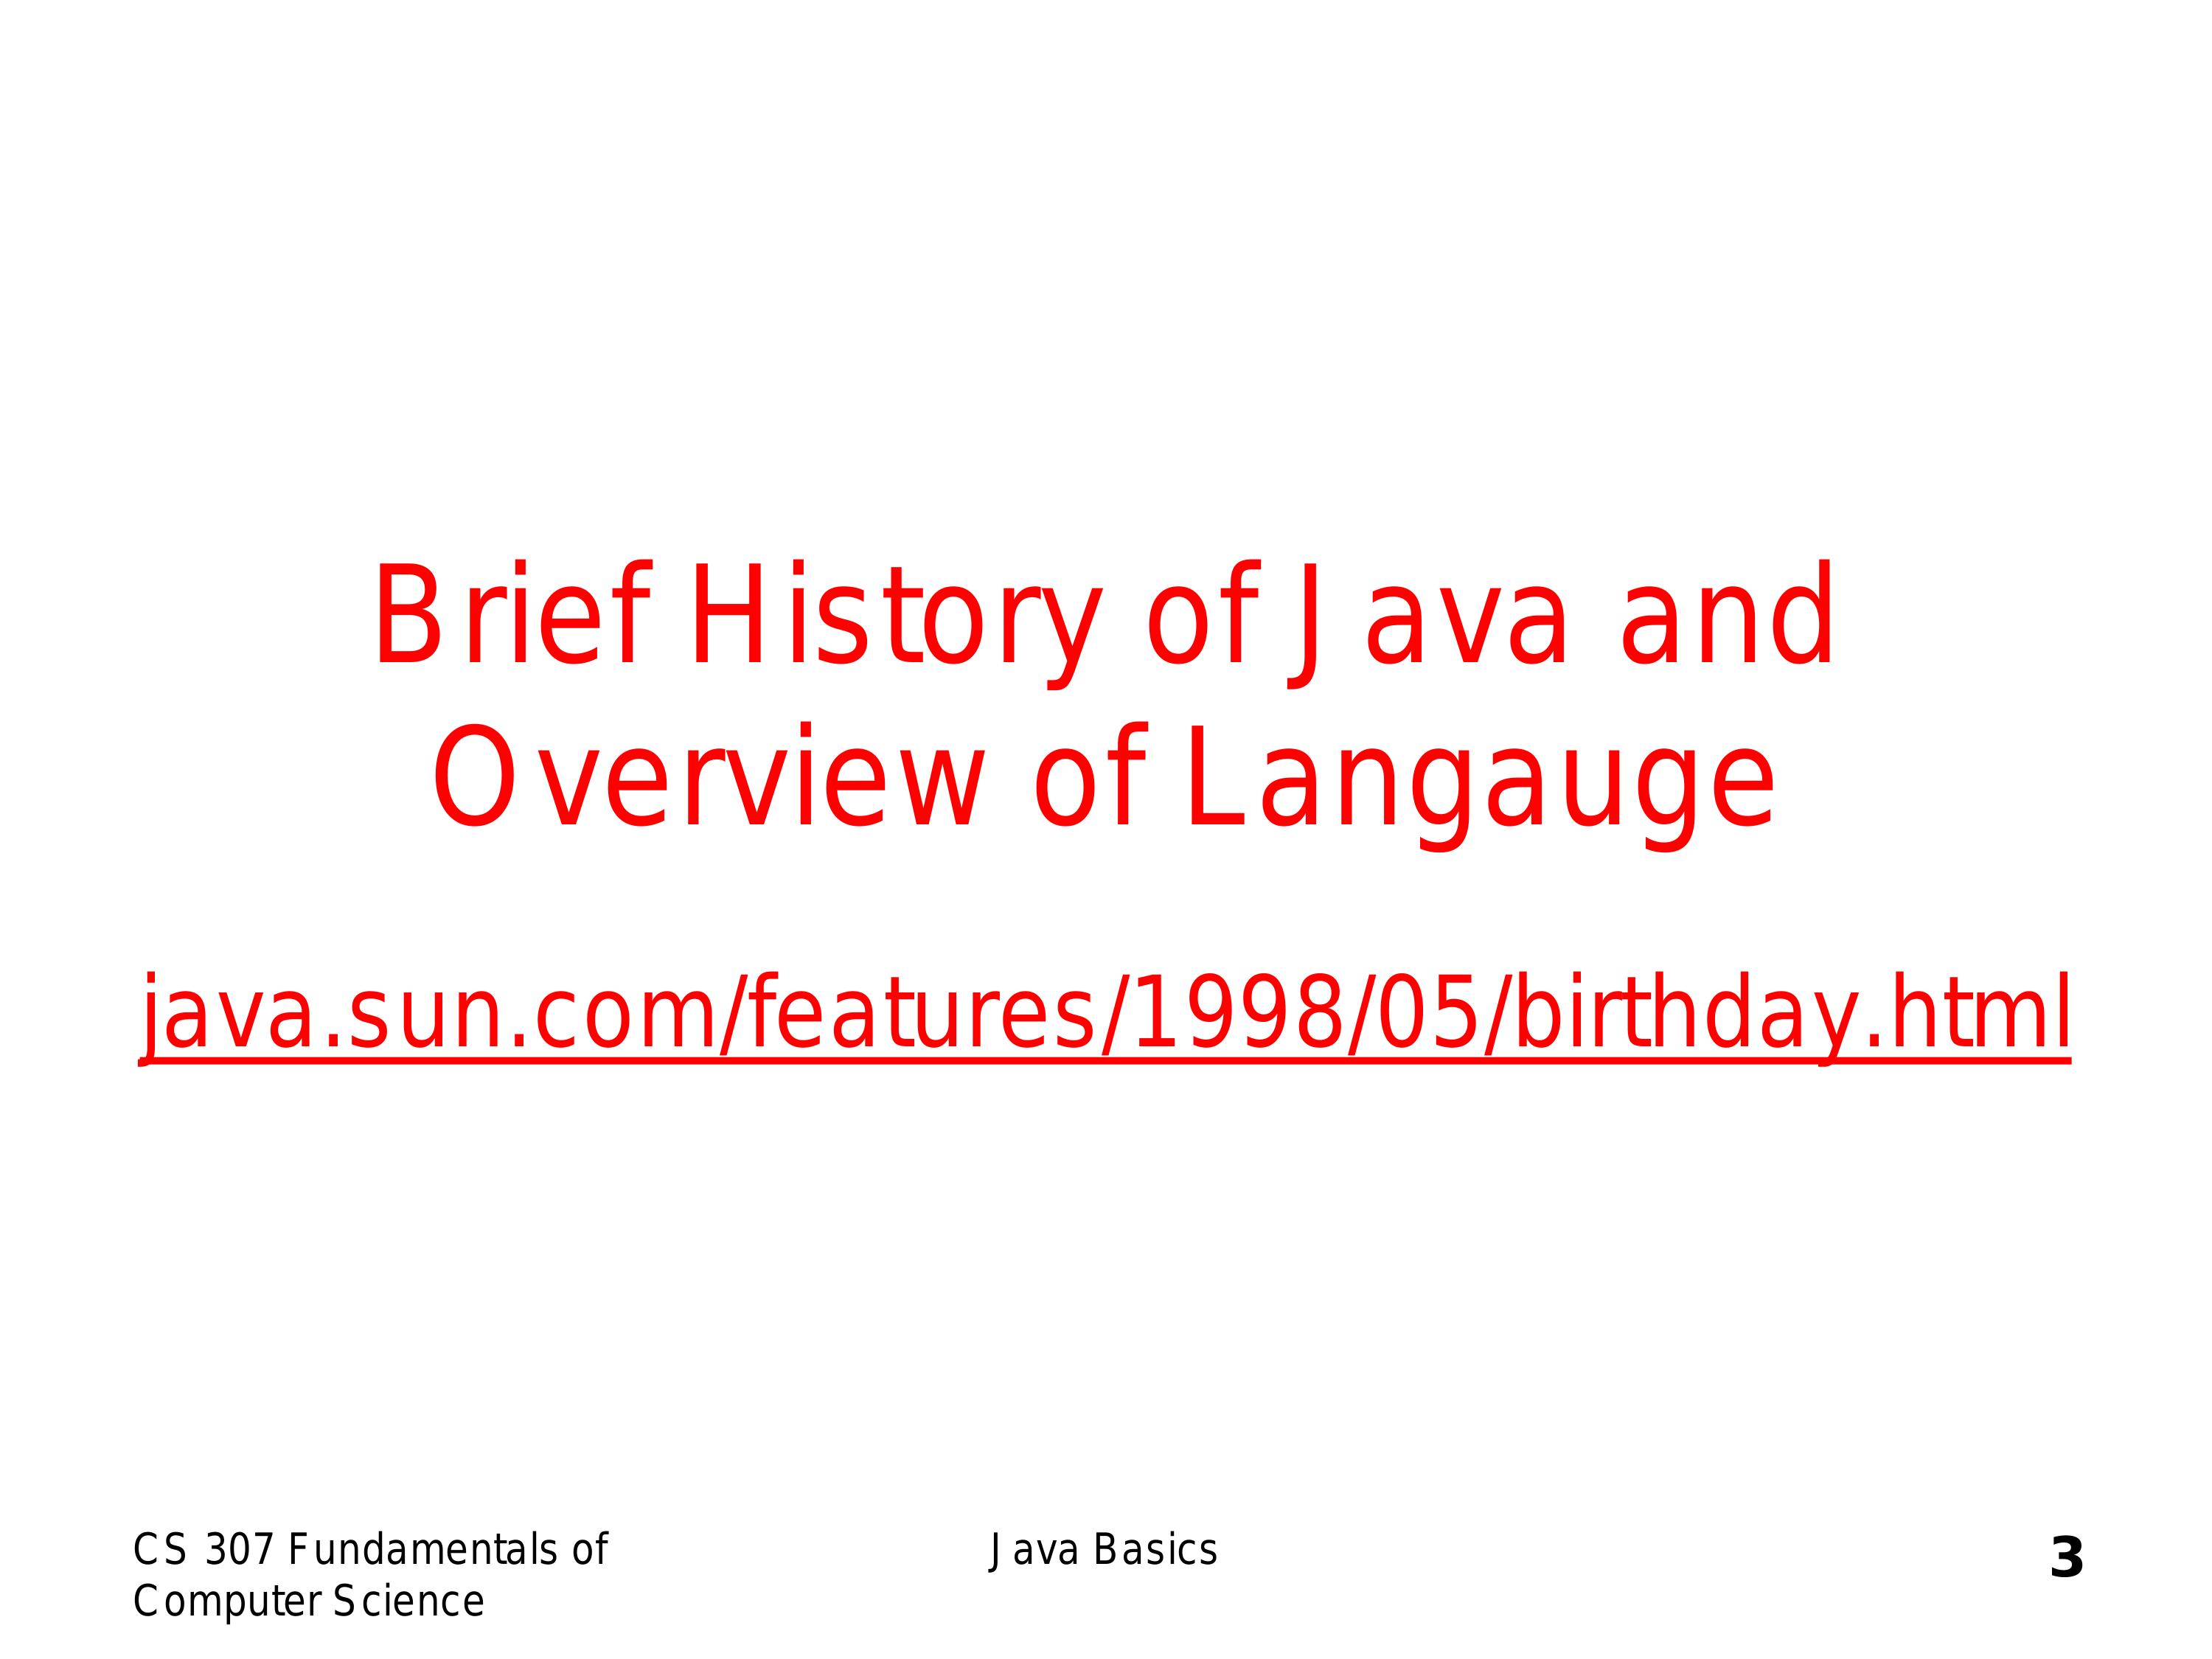 Brief History of Java and
Overview of Langauge
java.sun.com/features/1998/05/birthday.html
CS 307 Fundamentals of
Computer Science
Java Basics
3